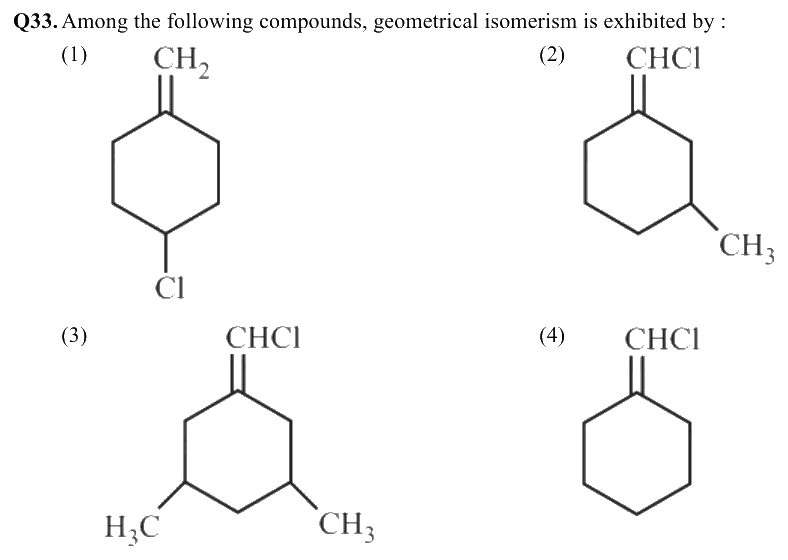 Q33. Among the following compounds, geometrical isomerism is exhibited by :
(1) CH₂
Cl
(2) CHCl
CH₃
(3) CHCl
H₃C CH₃
(4) CHCl